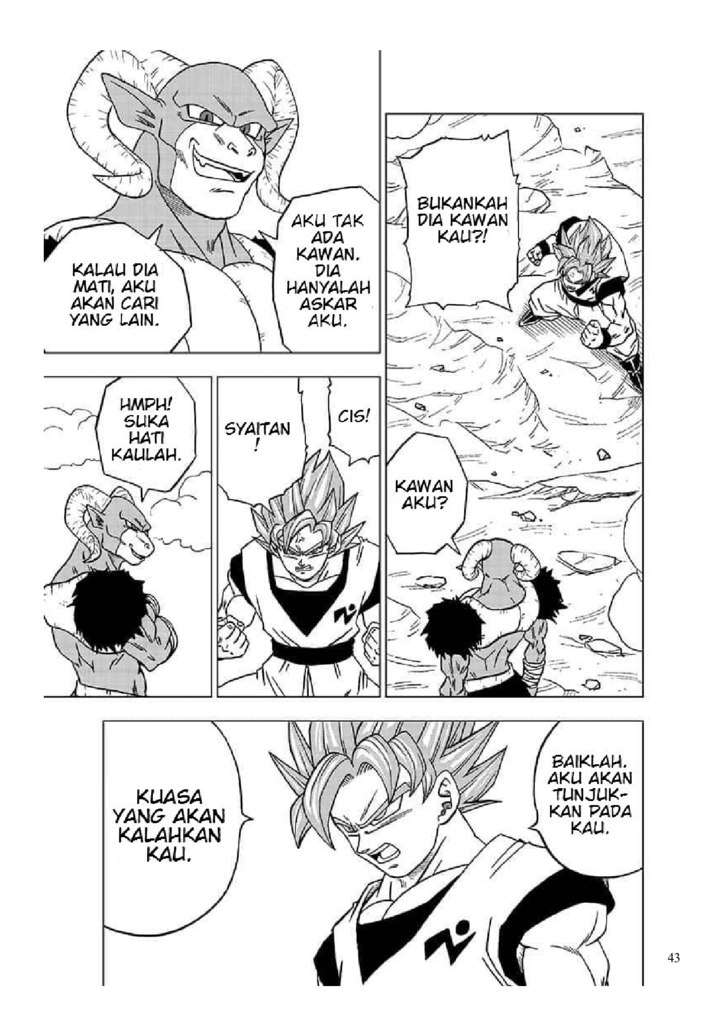 BUKANKAH
DIA KAWAN
KAU?!
KAWAN
AKU?
AKU TAK
ADA
KAWAN.
DIA
HANYALAH
ASKAR
AKU.
KALAU DIA
MATI, AKU
AKAN CARI
YANG LAIN.
CIS!
SYAITAN
!
HMPH!
SUKA
HATI
KAULAH.
BAIKLAH.
AKU AKAN
TUNJUK-
KAN PADA
KAU.
KUASA
YANG AKAN
KALAHKAN
KAU.
43